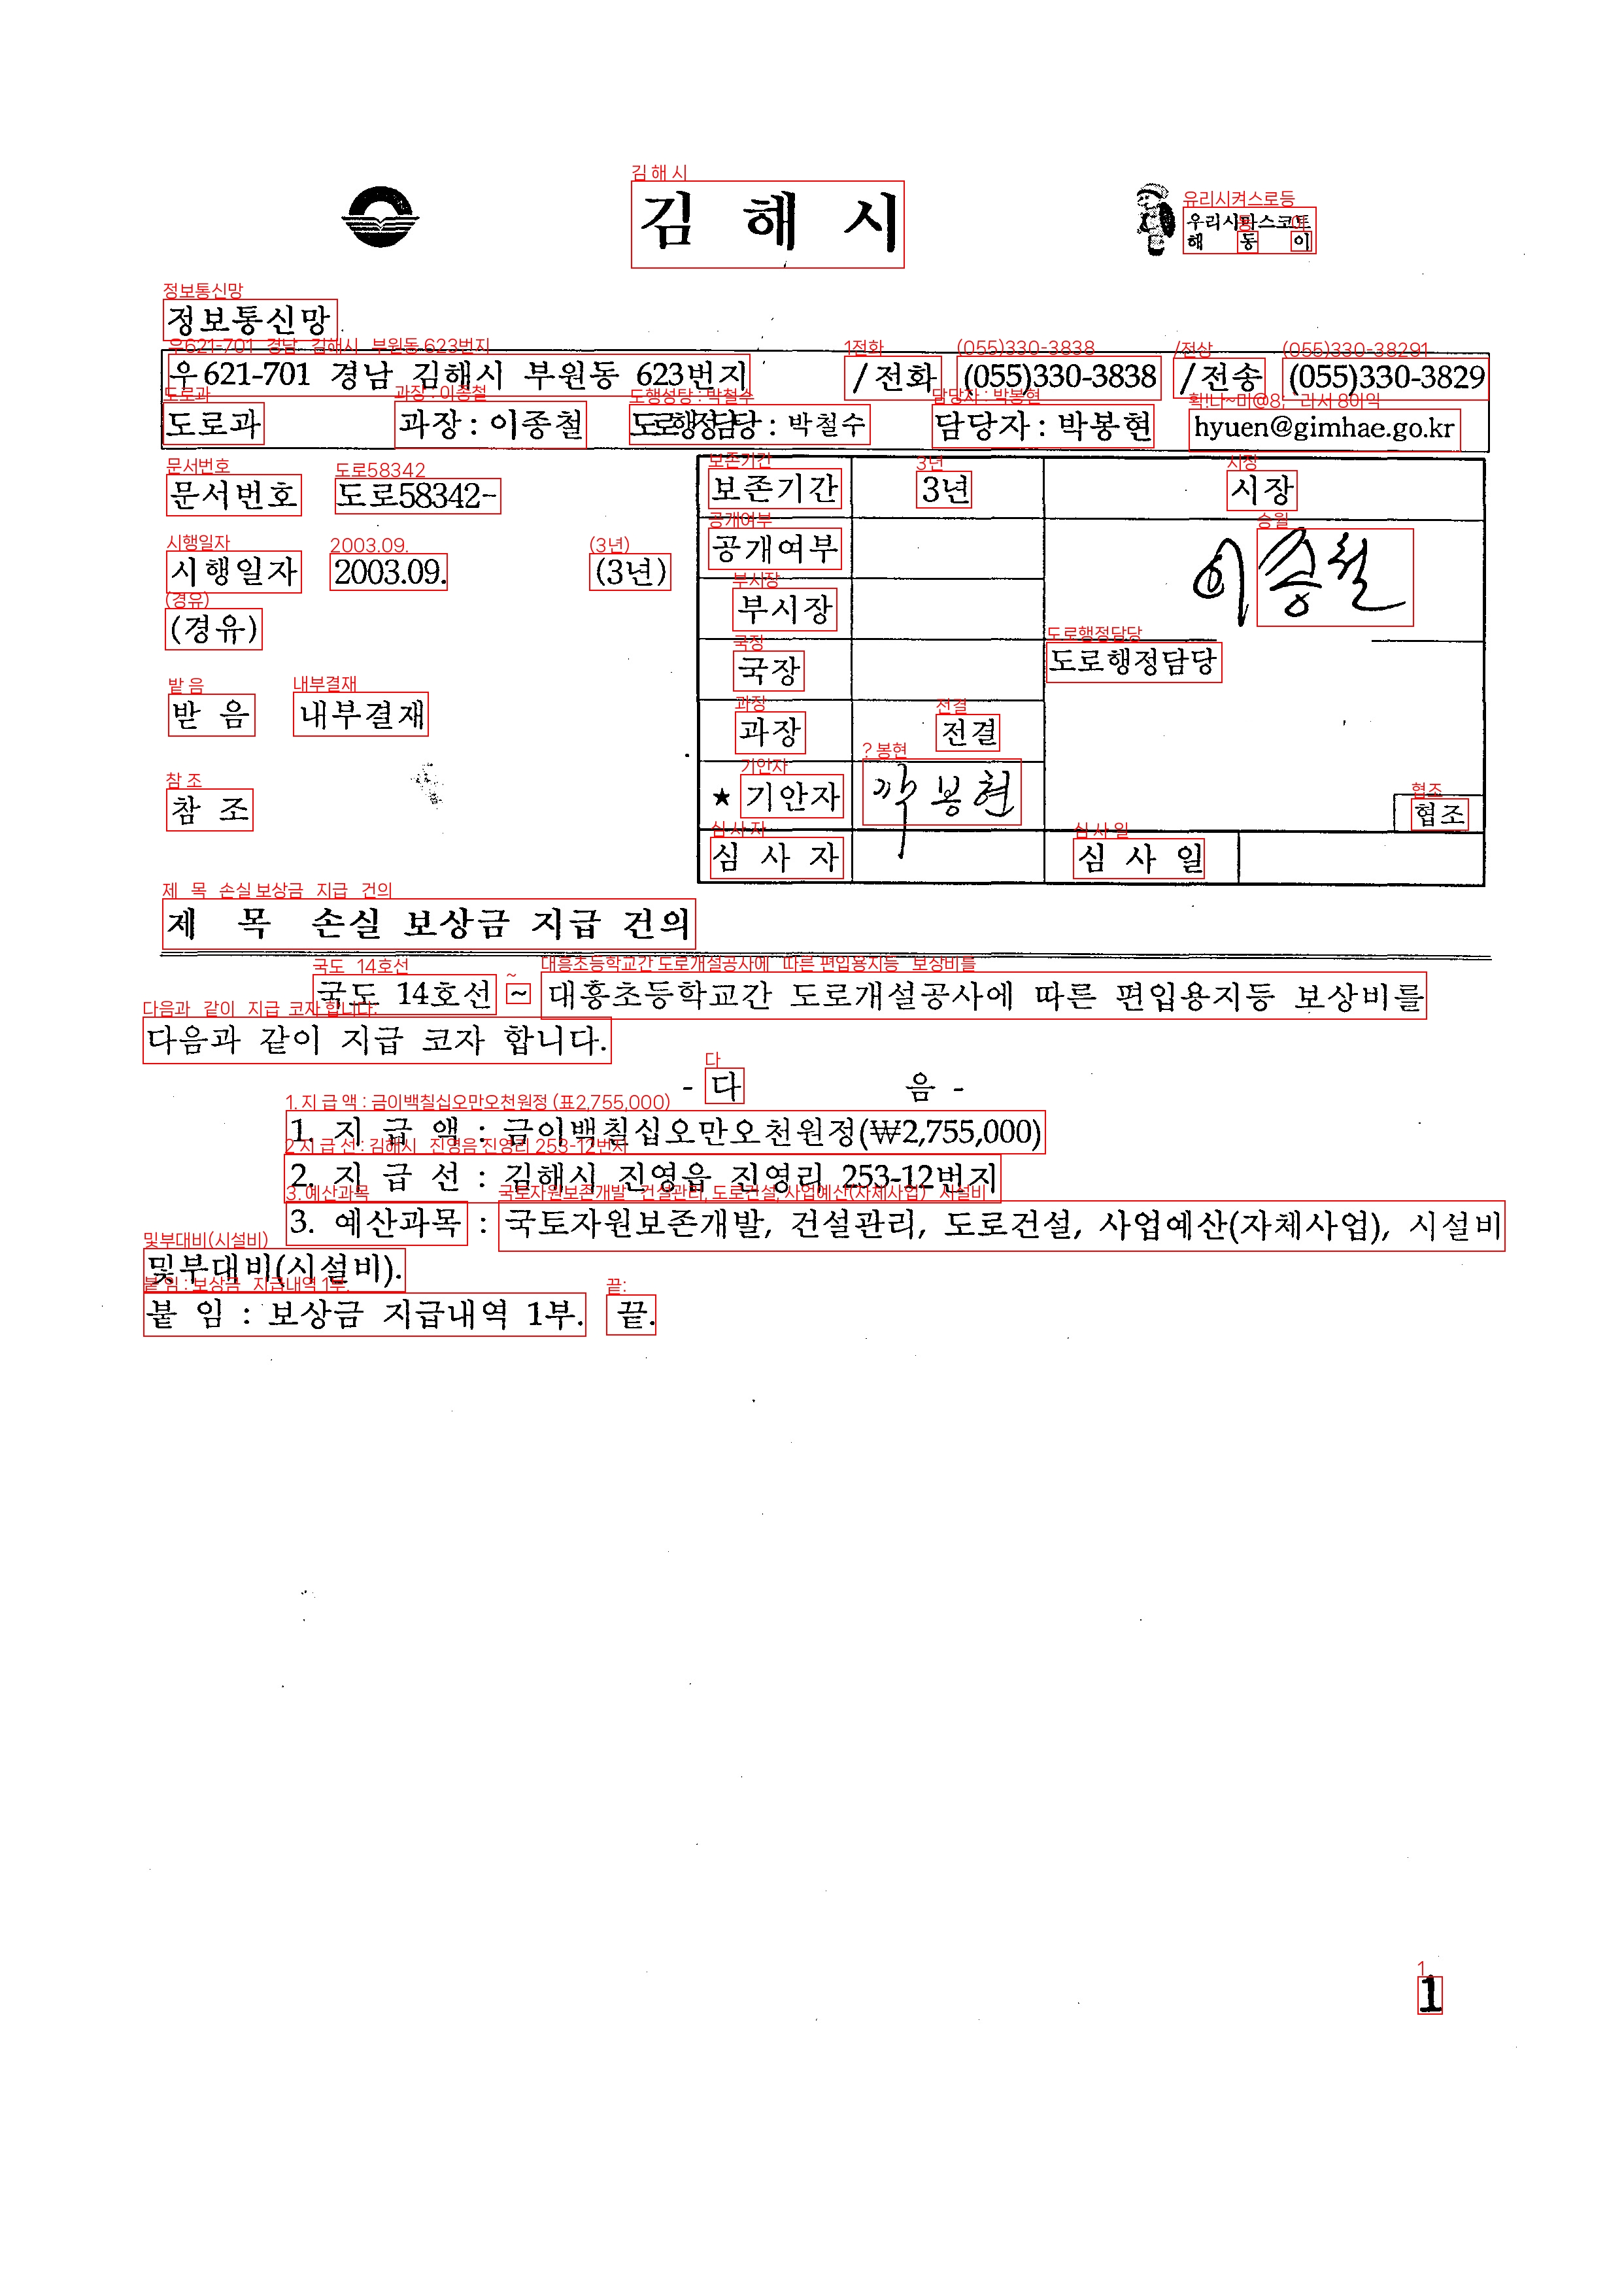 김 해 시
우리시마스코트
해 동 이
정보통신망
우621-701 경남 김해시 부원동 623번지 /전화 (055)330-3838 /전송 (055)330-3829
도로과 과장 : 이종철 도로행정담당 : 박철수 담당자 : 박봉현 hyuen@gimhae.go.kr
문서번호 도로58342-
시행일자 2003.09. (3년)
(경유)
받 음 내부결재
참 조
보존기간 3년 시장
공개여부
이종철
부시장
국장 도로행정담당
과장 전결
★ 기안자 박봉현
협조
심 사 자 심 사 일
제 목 손실 보상금 지급 건의
국도 14호선 ~ 대흥초등학교간 도로개설공사에 따른 편입용지등 보상비를
다음과 같이 지급 코자 합니다.
- 다 음 -
1. 지 급 액 : 금이백칠십오만오천원정(₩2,755,000)
2. 지 급 선 : 김해시 진영읍 진영리 253-12번지
3. 예산과목 : 국토자원보존개발, 건설관리, 도로건설, 사업예산(자체사업), 시설비
및부대비(시설비).
붙 임 : 보상금 지급내역 1부. 끝.
1